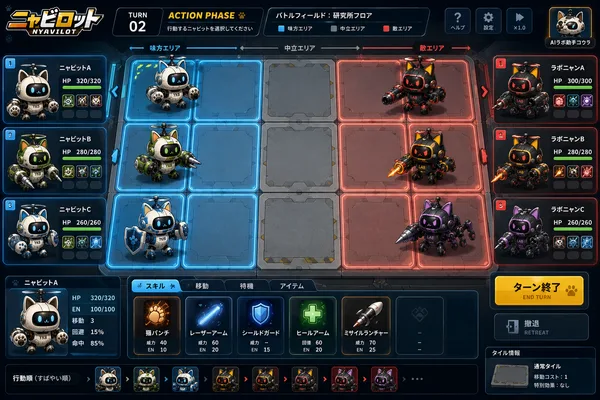 ニャビロット
NYAVILOT
TURN
02
ACTION PHASE
行動するニャビットを選択してください
バトルフィールド：研究所フロア
味方エリア
中立エリア
敵エリア
?
ヘルプ
設定
×1.0
AIラボ助手コウラ
味方エリア
中立エリア
敵エリア
1
ニャビットA
HP 320/320
2
ニャビットB
HP 280/280
3
ニャビットC
HP 260/260
ラボニャンA
HP 300/300
ラボニャンB
HP 280/280
ラボニャンC
HP 260/260
ニャビットA
HP 320/320
EN 100/100
移動 3
回避 15%
命中 85%
スキル
移動
待機
アイテム
猫パンチ
威力 40
EN 10
レーザーアーム
威力 60
EN 20
シールドガード
威力 −
EN 15
ヒールアーム
回復 60
EN 20
ミサイルランチャー
威力 70
EN 25
ターン終了
END TURN
撤退
RETREAT
タイル情報
通常タイル
移動コスト：1
特別効果：なし
行動順（すばやい順）